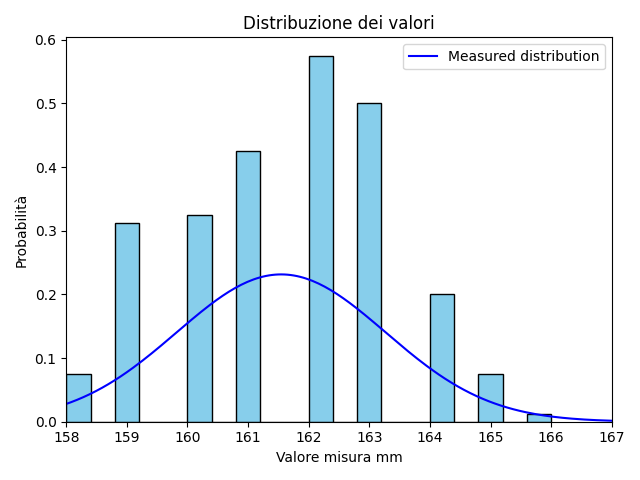 Distribuzione dei valori
Measured distribution
Probabilità
0.6
0.5
0.4
0.3
0.2
0.1
0.0
158 159 160 161 162 163 164 165 166 167
Valore misura mm